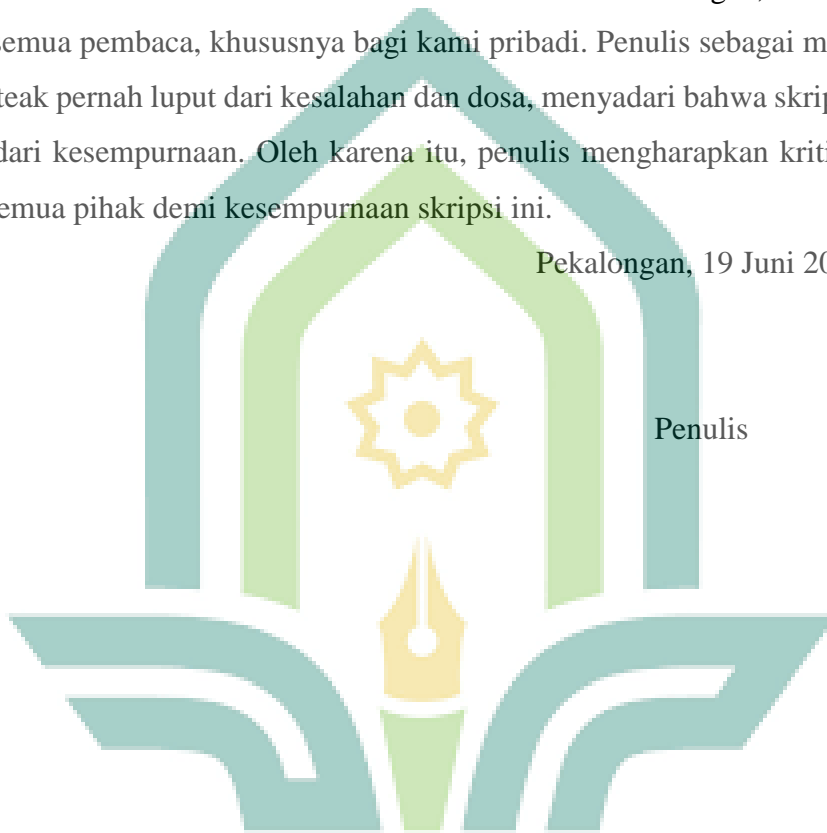 semua pembaca, khususnya bagi kami pribadi. Penulis sebagai m
teak pernah luput dari kesalahan dan dosa, menyadari bahwa skrip
dari kesempurnaan. Oleh karena itu, penulis mengharapkan kriti
emua pihak demi kesempurnaan skripsi ini.
Pekalongan, 19 Juni 20
Penulis